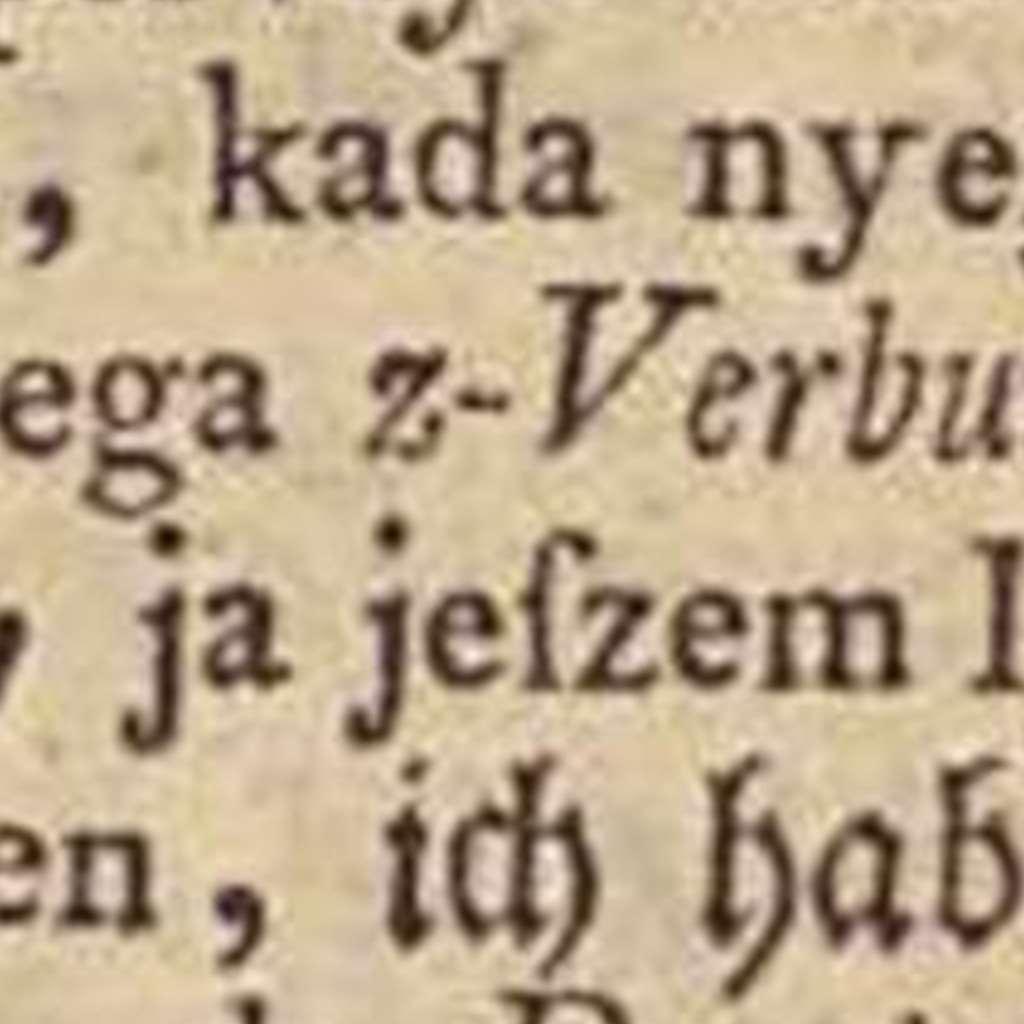 , kada nye
ega z-Verbu
, ja jeſzem
en, ich hab